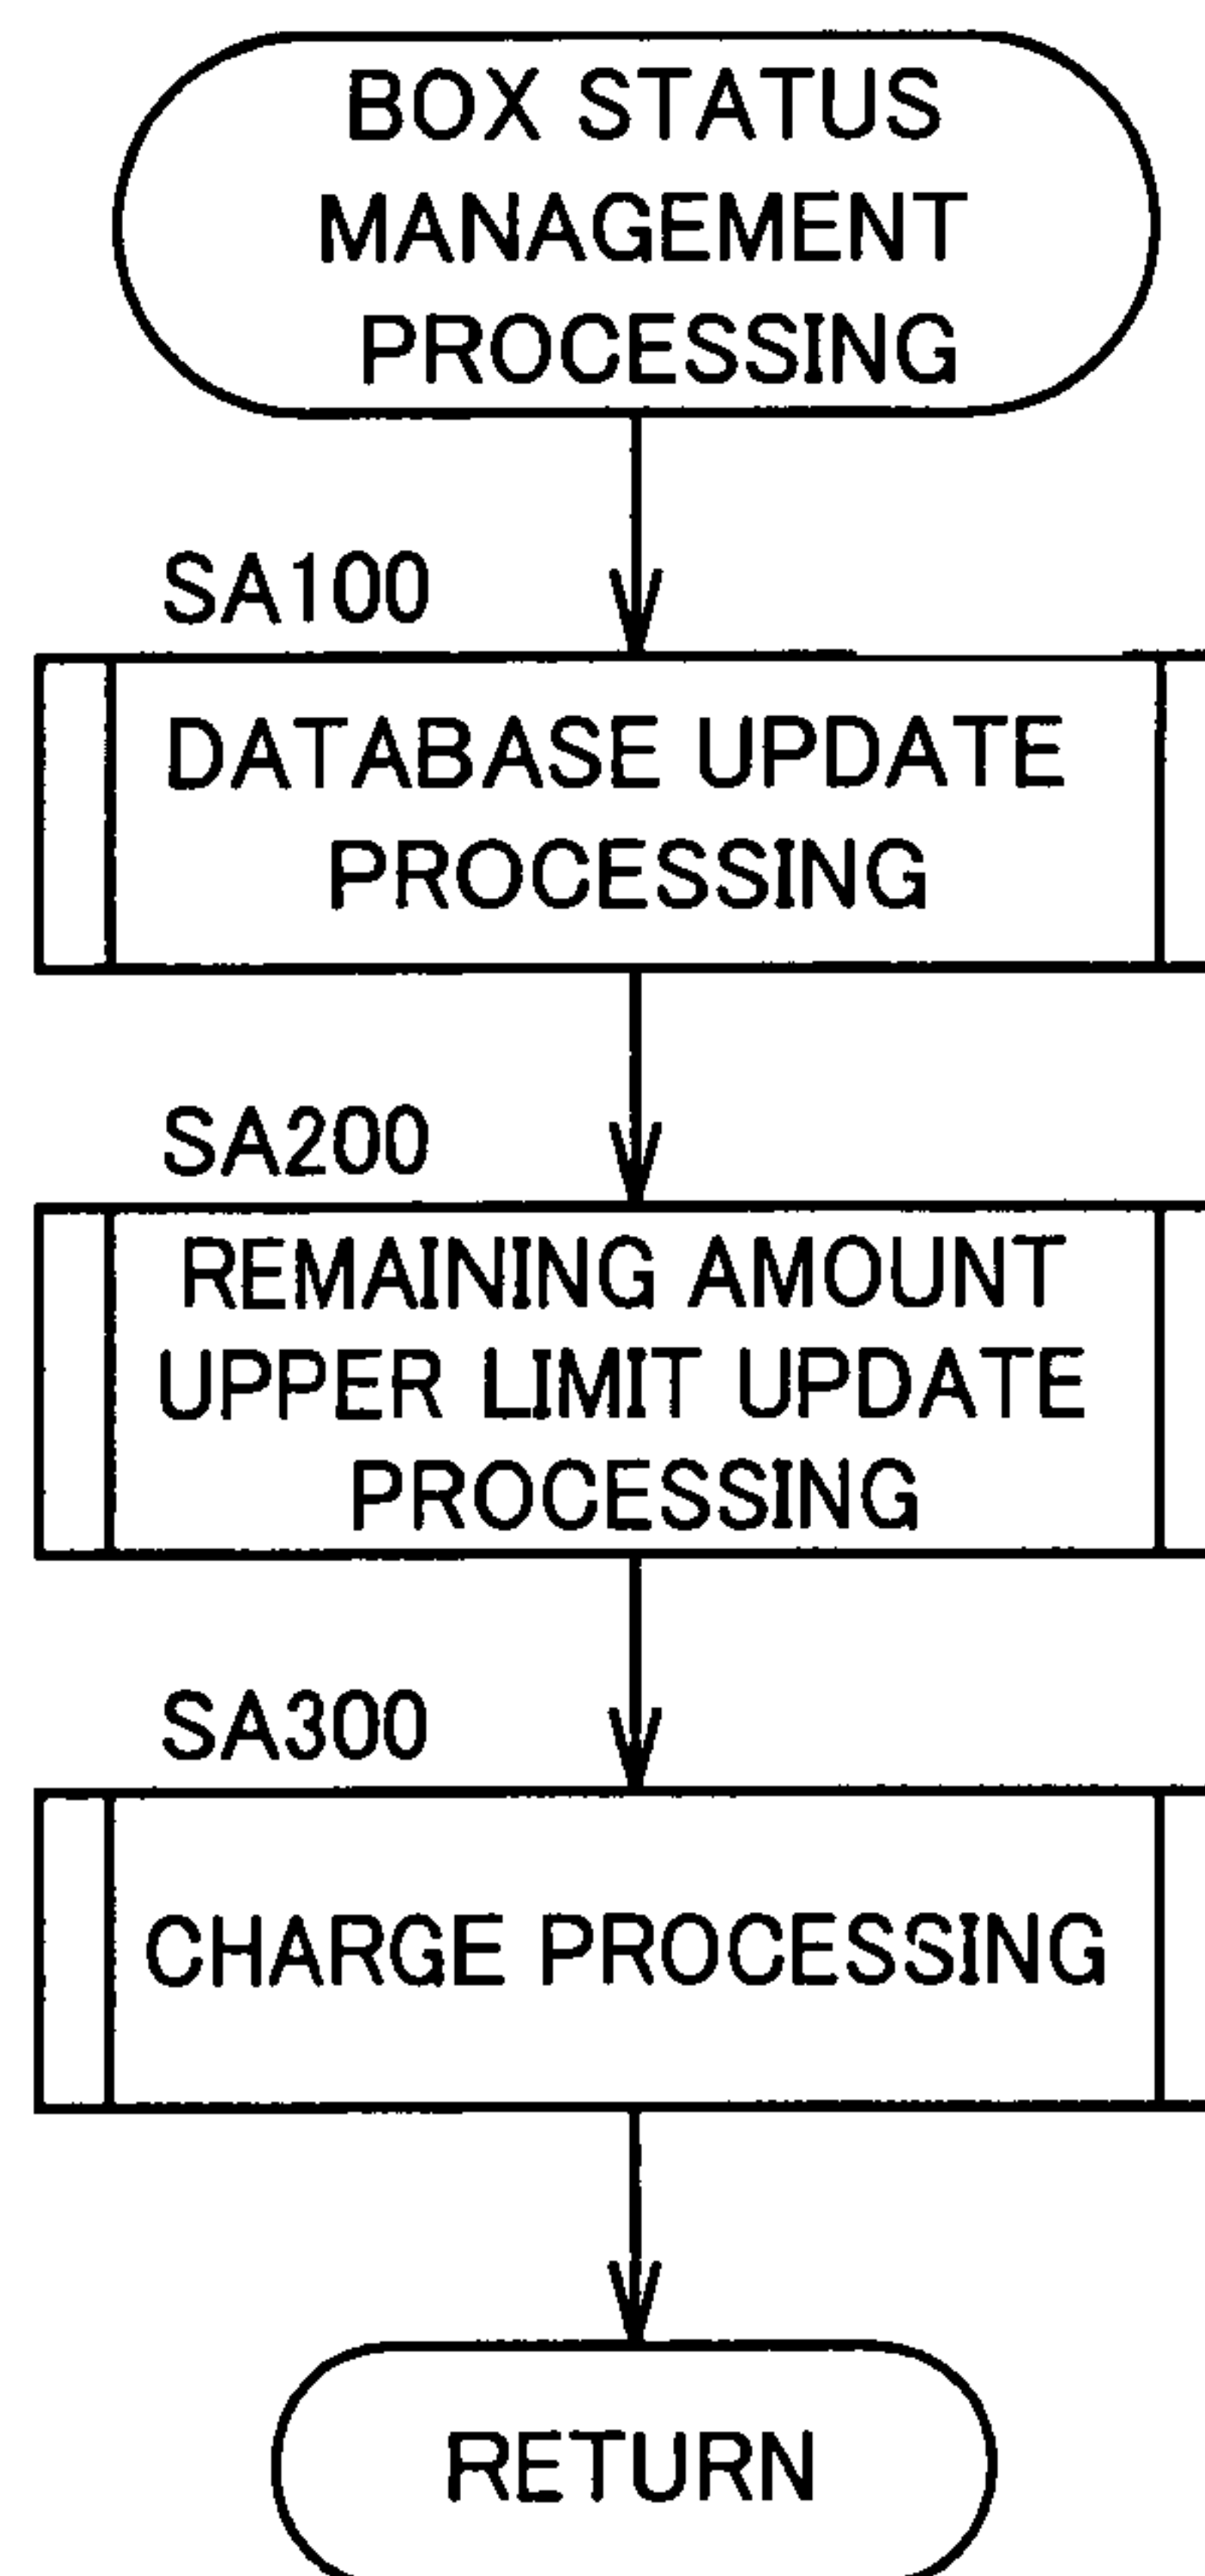 BOX STATUS
MANAGEMENT
PROCESSING
SA100
DATABASE UPDATE
PROCESSING
SA200
REMAINING AMOUNT
UPPER LIMIT UPDATE
PROCESSING
SA300
CHARGE PROCESSING
RETURN